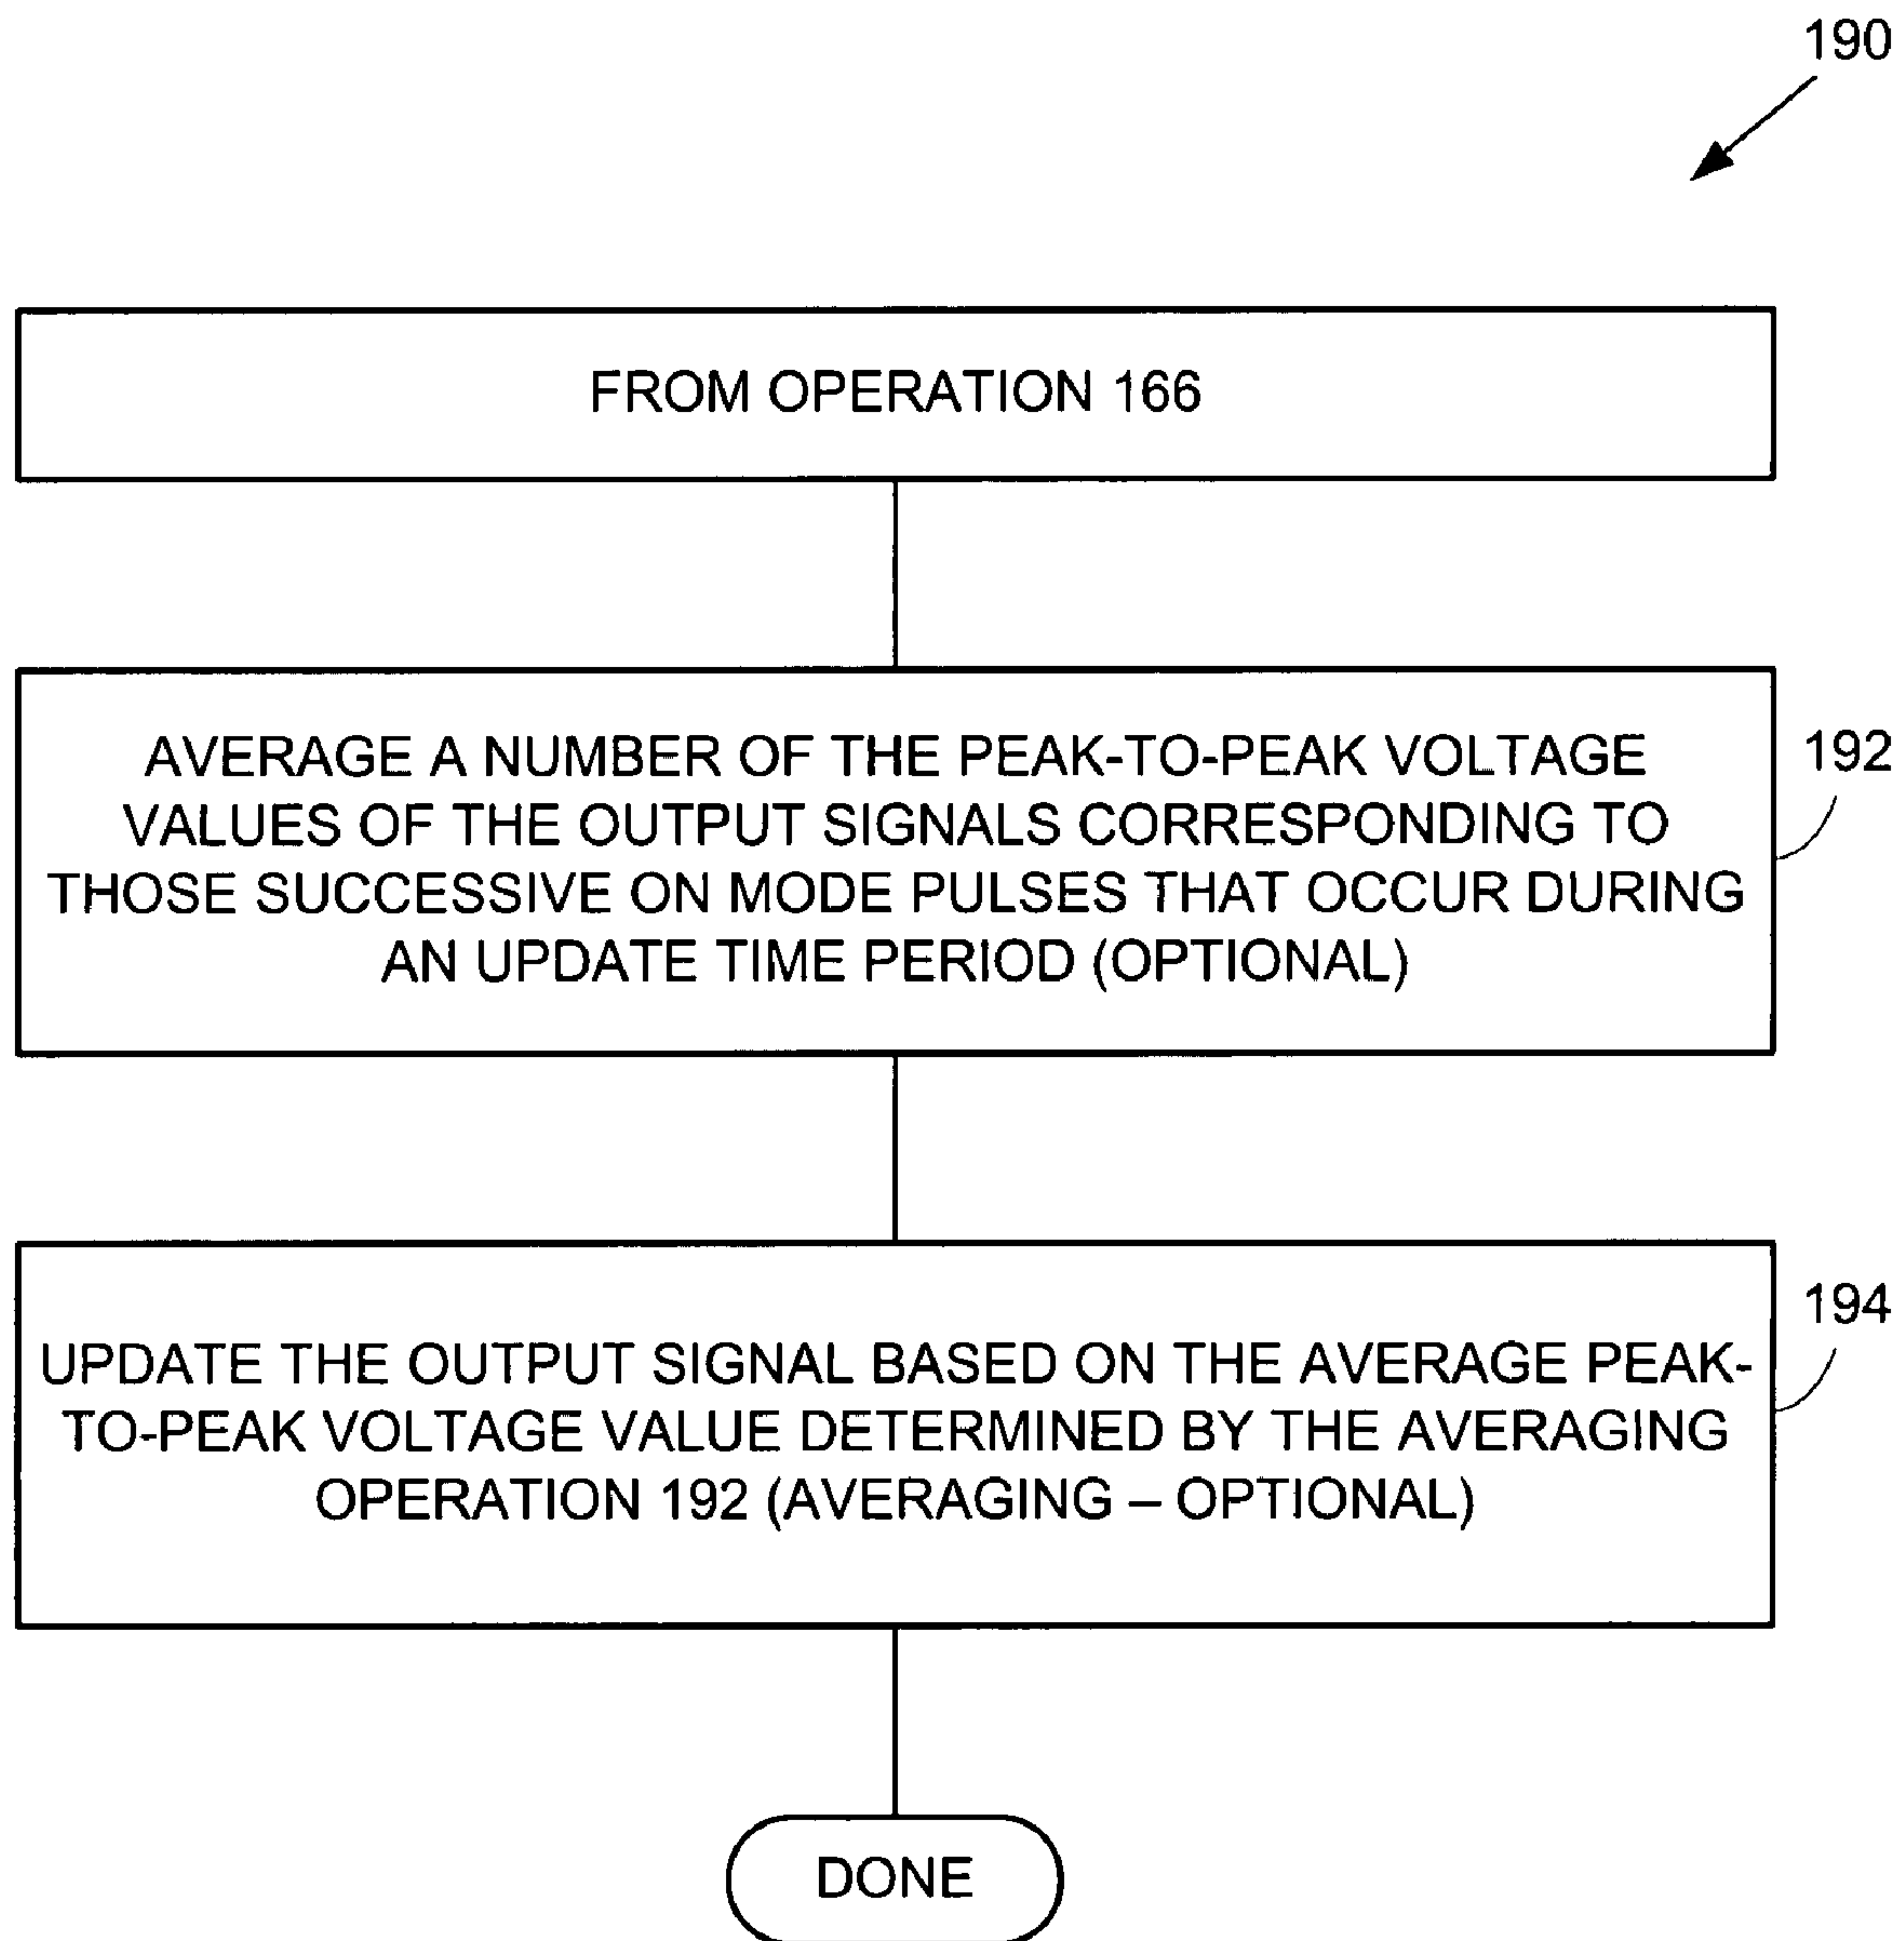 190
FROM OPERATION 166
AVERAGE A NUMBER OF THE PEAK-TO-PEAK VOLTAGE
VALUES OF THE OUTPUT SIGNALS CORRESPONDING TO
THOSE SUCCESSIVE ON MODE PULSES THAT OCCUR DURING
AN UPDATE TIME PERIOD (OPTIONAL)
192
UPDATE THE OUTPUT SIGNAL BASED ON THE AVERAGE PEAK-
TO-PEAK VOLTAGE VALUE DETERMINED BY THE AVERAGING
OPERATION 192 (AVERAGING – OPTIONAL)
194
DONE